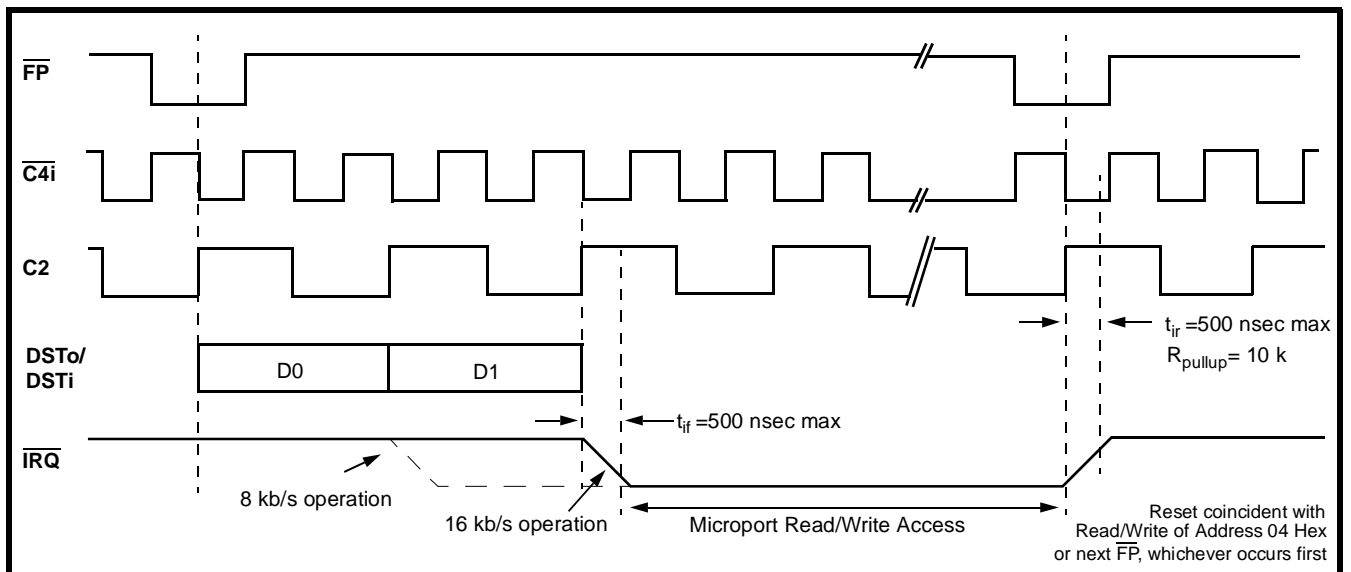 FP
C4i
C2
t_ir =500 nsec max
R_pullup= 10 k
DSTo/
DSTi
D0
D1
t_if =500 nsec max
IRQ
8 kb/s operation
16 kb/s operation
Microport Read/Write Access
Reset coincident with
Read/Write of Address 04 Hex
or next FP, whichever occurs first